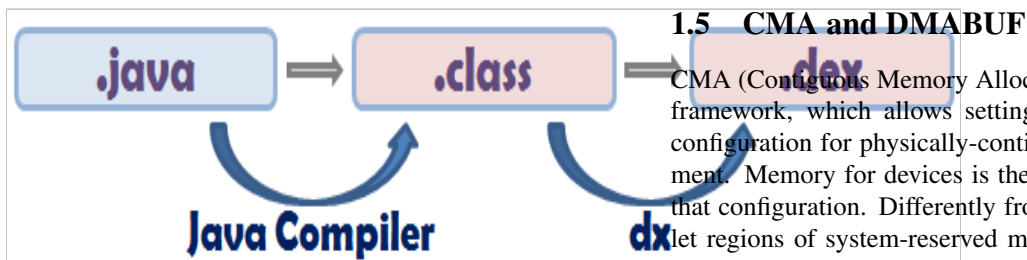 .java
.class
.dex
Java Compiler
dx
1.5 CMA and DMABUF
CMA (Contiguous Memory Alloc
framework, which allows setting
configuration for physically-conti
ment. Memory for devices is the
that configuration. Differently fro
let regions of system-reserved m